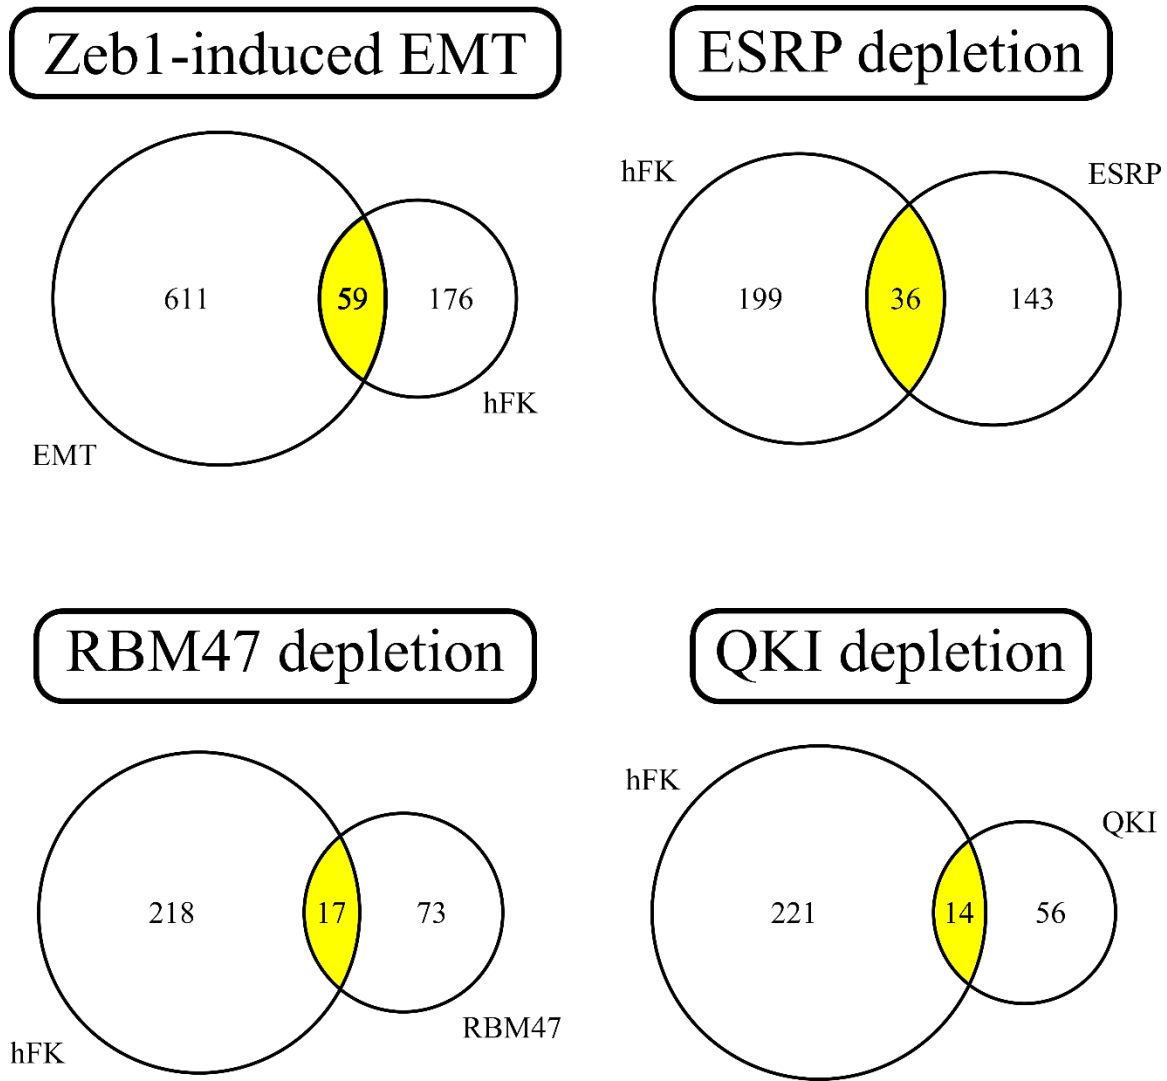 Zeb1-induced EMT
611
59
176
hFK
EMT
ESRP depletion
hFK
ESRP
199
36
143
RBM47 depletion
218
17
73
RBM47
hFK
QKI depletion
hFK
QKI
221
14
56